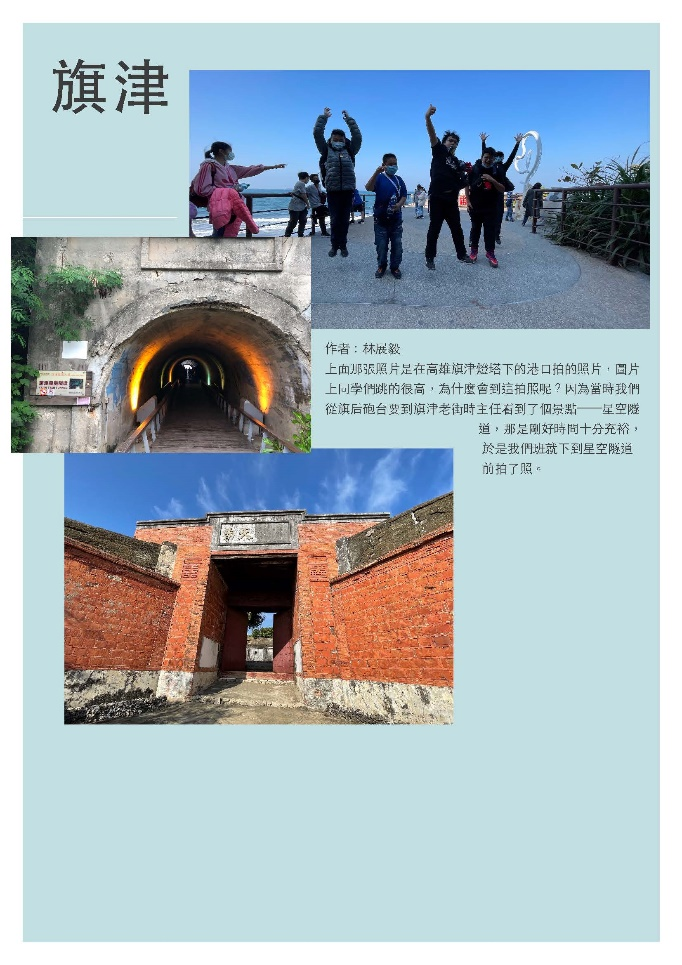 旗津
作者：林展毅
上面那張照片是在高雄旗津燈塔下的港口拍的照片，圖片
上同學們跳的很高，為什麼會到這拍照呢？因為當時我們
從旗后砲台要到旗津老街時主任看到了個景點——星空隧
道，那是剛好時間十分充裕，
於是我們班就下到星空隧道
前拍了照。